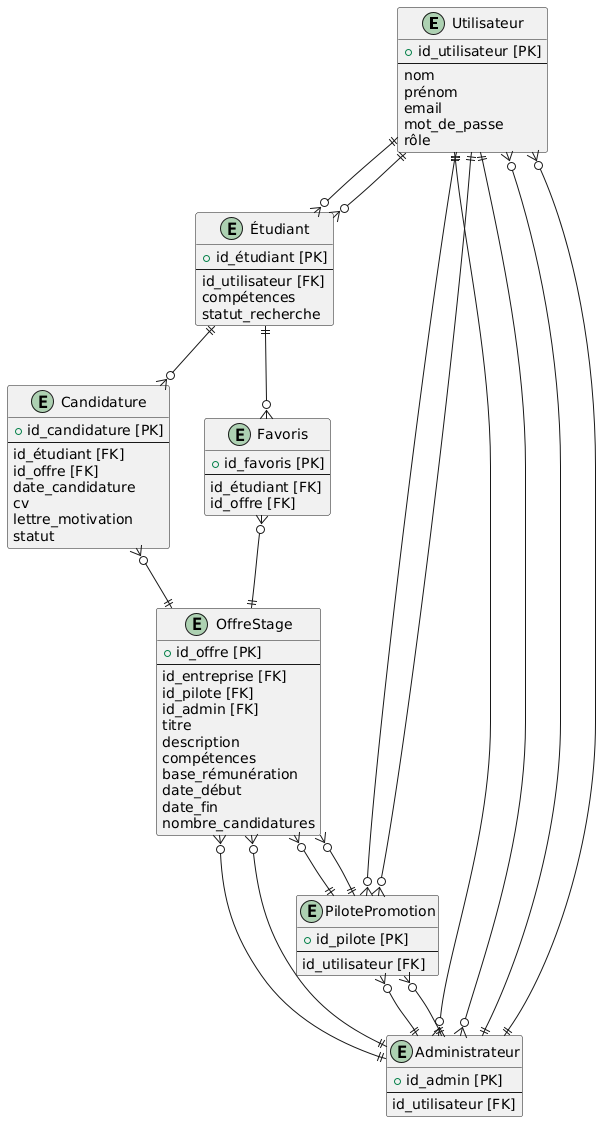 E Utilisateur
id_utilisateur [PK]
nom
prénom
email
mot_de_passe
rôle
E Étudiant
id_étudiant [PK]
id_utilisateur [FK]
compétences
statut_recherche
E Candidature
id_candidature [PK]
id_étudiant [FK]
id_offre [FK]
date_candidature
cv
lettre_motivation
statut
E Favoris
id_favoris [PK]
id_étudiant [FK]
id_offre [FK]
E OffreStage
id_offre [PK]
id_entreprise [FK]
id_pilote [FK]
id_admin [FK]
titre
description
compétences
base_rémunération
date_début
date_fin
nombre_candidatures
E PilotePromotion
id_pilote [PK]
id_utilisateur [FK]
E Administrateur
id_admin [PK]
id_utilisateur [FK]